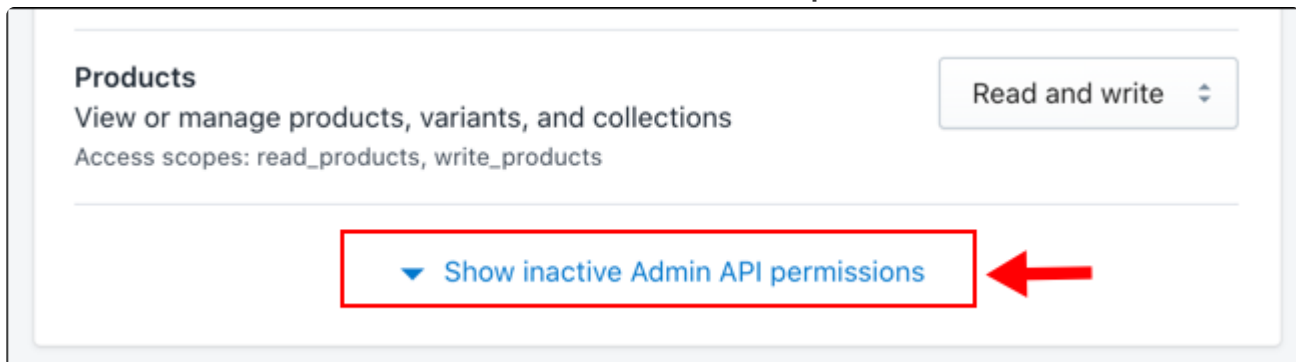 Products
Read and write
View or manage products, variants, and collections
Access scopes: read_products, write_products
Show inactive Admin API permissions